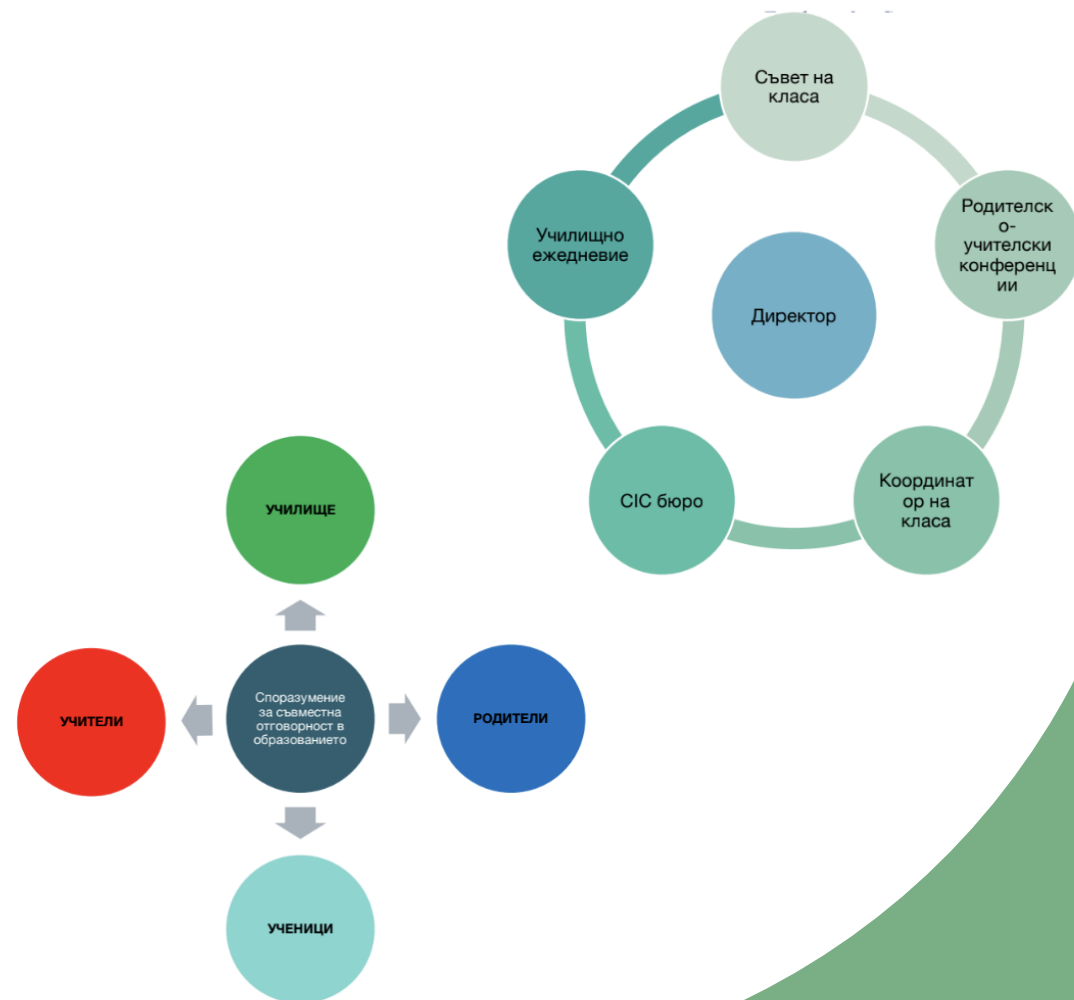 Съвет на
класа
Родителск
о-
учителски
конференц
ии
Училищно
ежедневие
Директор
Координат
ор на
класа
CIC бюро
УЧИЛИЩЕ
Споразумение
за съвместна
отговорност в
образованието
УЧИТЕЛИ
РОДИТЕЛИ
УЧЕНИЦИ